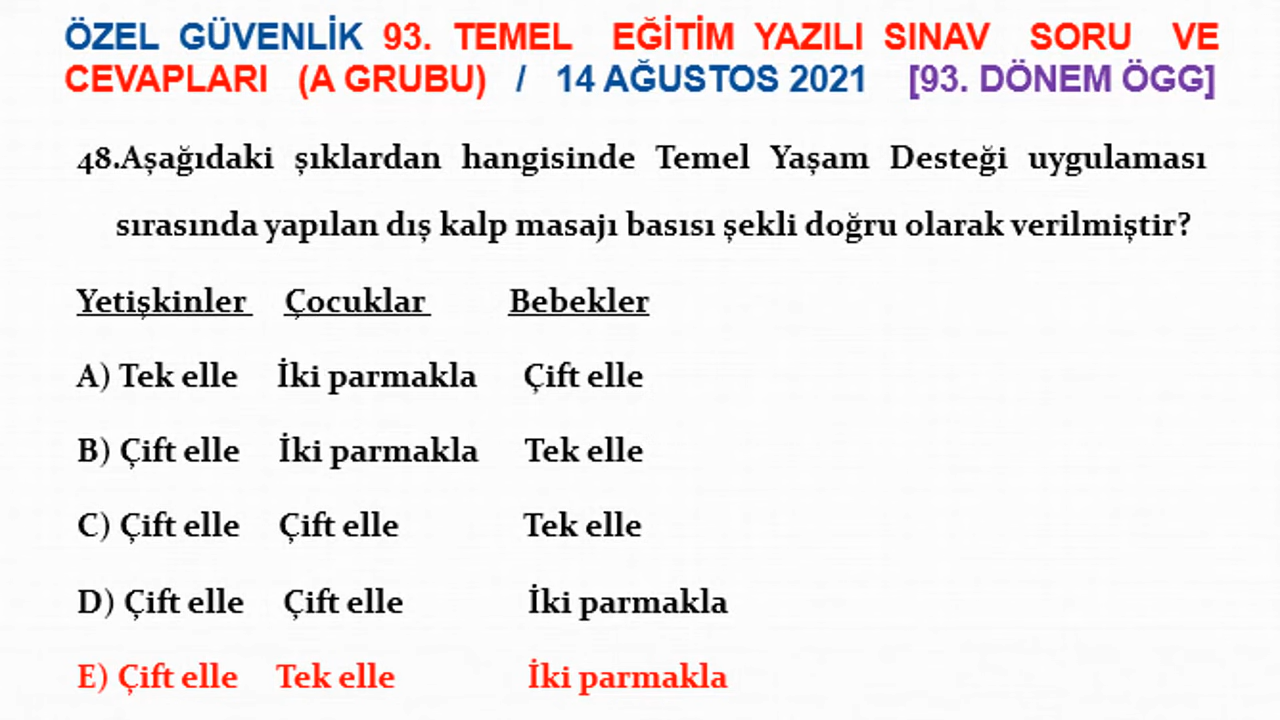 ÖZEL GÜVENLİK 93. TEMEL EĞİTİM YAZILI SINAV SORU VE
CEVAPLARI (A GRUBU) / 14 AĞUSTOS 2021 [93. DÖNEM ÖGG]
48.Aşağıdaki şıklardan hangisinde Temel Yaşam Desteği uygulaması
sırasında yapılan dış kalp masajı basısı şekli doğru olarak verilmiştir?
Yetişkinler Çocuklar Bebekler
A) Tek elle İki parmakla Çift elle
B) Çift elle İki parmakla Tek elle
C) Çift elle Çift elle Tek elle
D) Çift elle Çift elle İki parmakla
E) Çift elle Tek elle İki parmakla